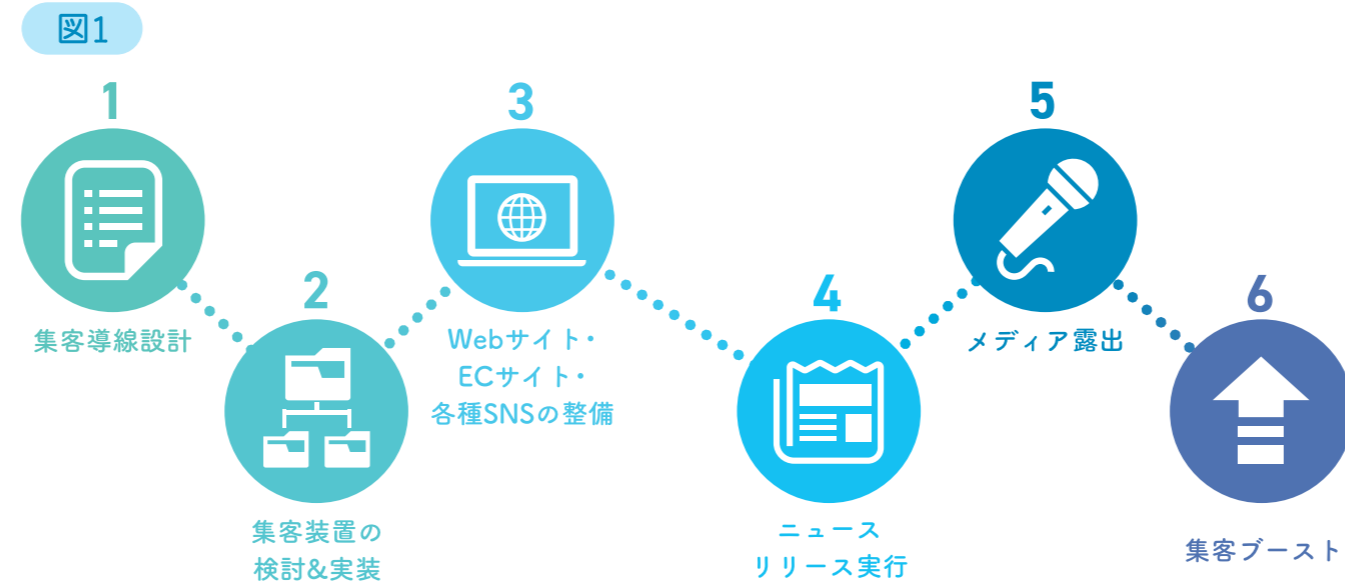 図1
1
集客導線設計
2
集客装置の
検討&実装
3
Webサイト・
ECサイト・
各種SNSの整備
4
ニュース
リリース実行
5
メディア露出
6
集客ブースト